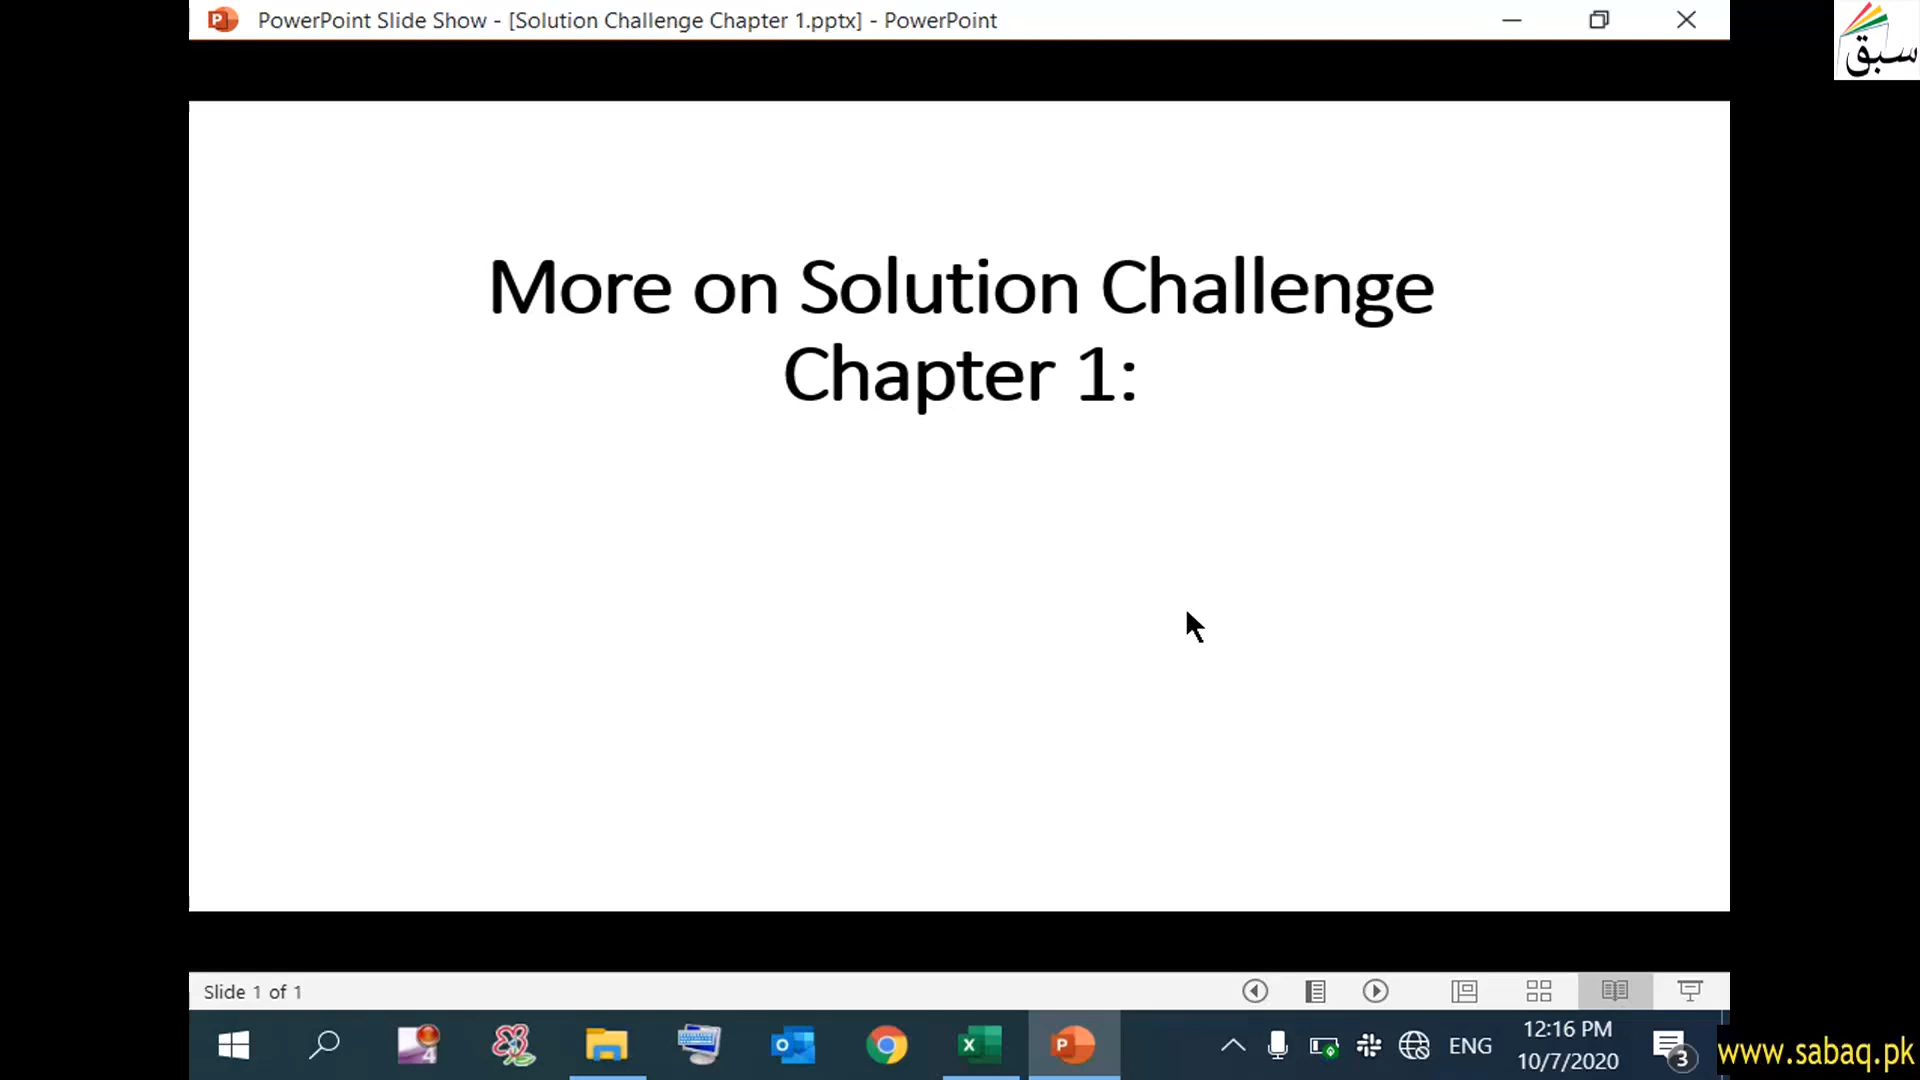 PowerPoint Slide Show - [Solution Challenge Chapter 1.pptx] - PowerPoint
سبق
More on Solution Challenge
Chapter 1:
Slide 1 of 1
4
ENG
12:16 PM
10/7/2020
3
www.sabaq.pk